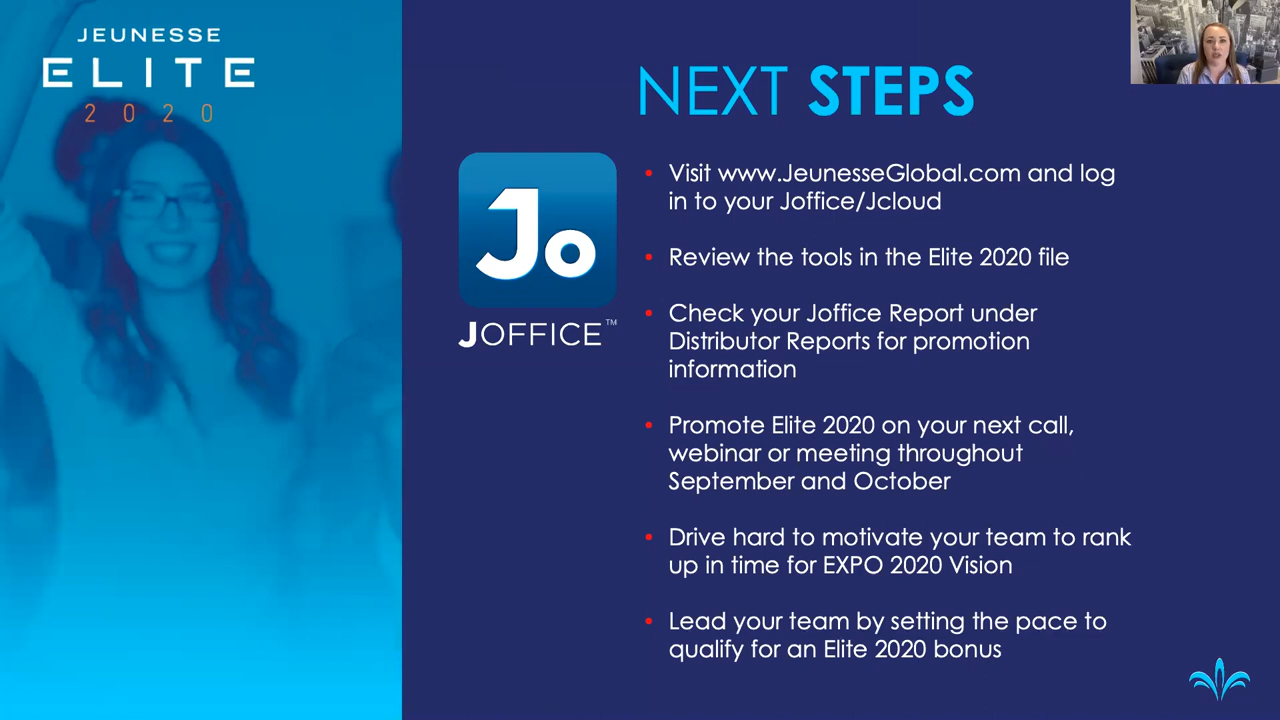 JEUNESSE
ELITE
2020
NEXT STEPS
Jo
JOFFICE™
• Visit www.JeunesseGlobal.com and log
in to your Joffice/Jcloud
• Review the tools in the Elite 2020 file
• Check your Joffice Report under
Distributor Reports for promotion
information
• Promote Elite 2020 on your next call,
webinar or meeting throughout
September and October
• Drive hard to motivate your team to rank
up in time for EXPO 2020 Vision
• Lead your team by setting the pace to
qualify for an Elite 2020 bonus